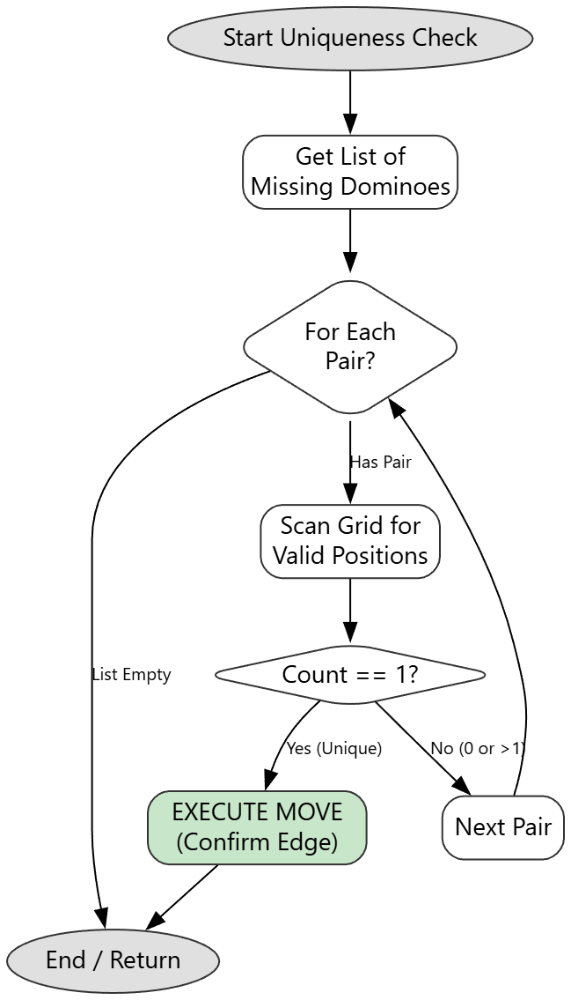 Start Uniqueness Check
Get List of
Missing Dominoes
For Each
Pair?
Has Pair
Scan Grid for
Valid Positions
List Empty
Count == 1?
Yes (Unique)
No (0 or >1)
EXECUTE MOVE
(Confirm Edge)
Next Pair
End / Return